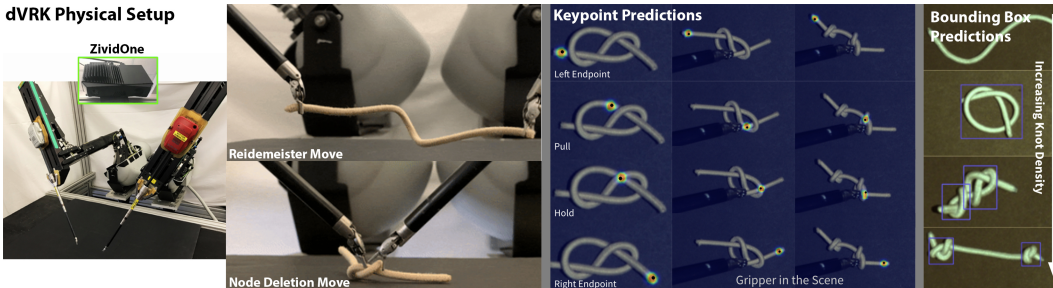 dVRK Physical Setup
ZividOne
Reidemeister Move
Node Deletion Move
Keypoint Predictions
Left Endpoint
Pull
Hold
Right Endpoint
Gripper in the Scene
Bounding Box
Predictions
Increasing Knot Density